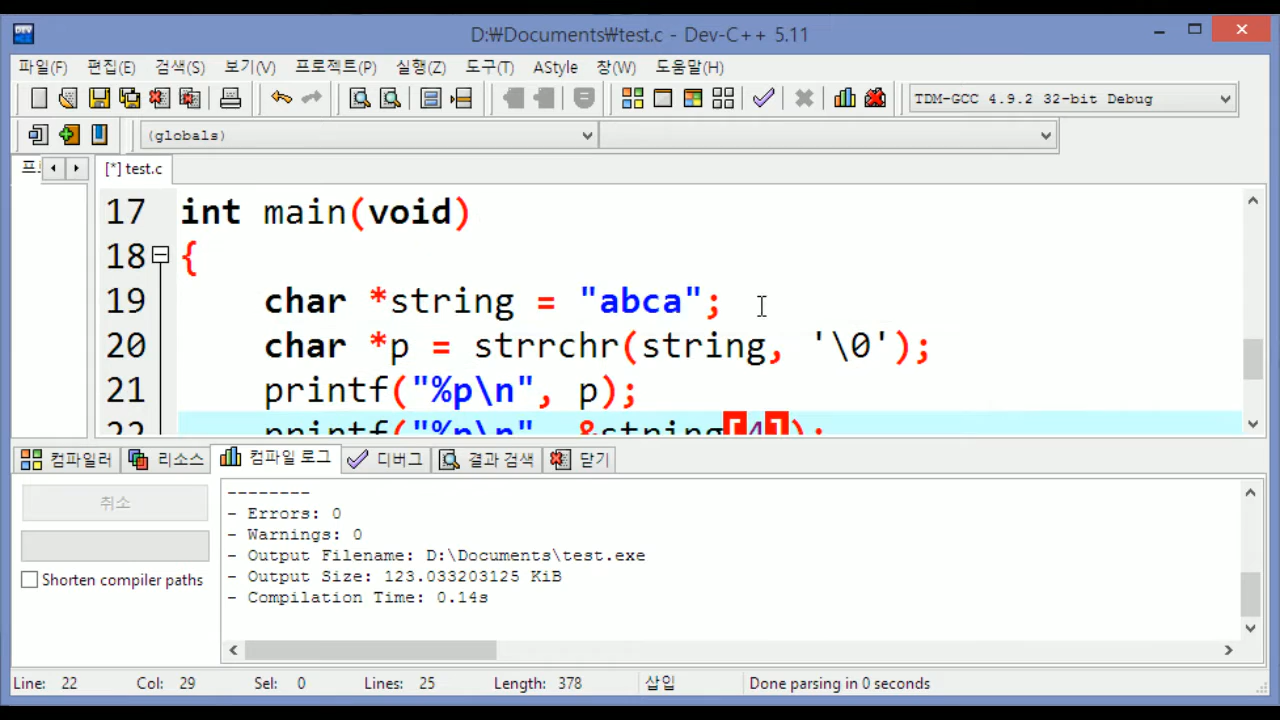 DEV
D:₩Documents₩test.c - Dev-C++ 5.11
파일(F) 편집(E) 검색(S) 보기(V) 프로젝트(P) 실행(Z) 도구(T) AStyle 창(W) 도움말(H)
TDM-GCC 4.9.2 32-bit Debug
(globals)
[*] test.c
17 int main(void)
18 {
19 char *string = "abca";
20 char *p = strrchr(string, '\0');
21 printf("%p\n", p);
22 printf("%p\n", &string[4]);
컴파일러 리소스 컴파일 로그 디버그 결과 검색 닫기
취소
Shorten compiler paths
--------
- Errors: 0
- Warnings: 0
- Output Filename: D:\Documents\test.exe
- Output Size: 123.033203125 KiB
- Compilation Time: 0.14s
Line: 22 Col: 29 Sel: 0 Lines: 25 Length: 378 삽입 Done parsing in 0 seconds